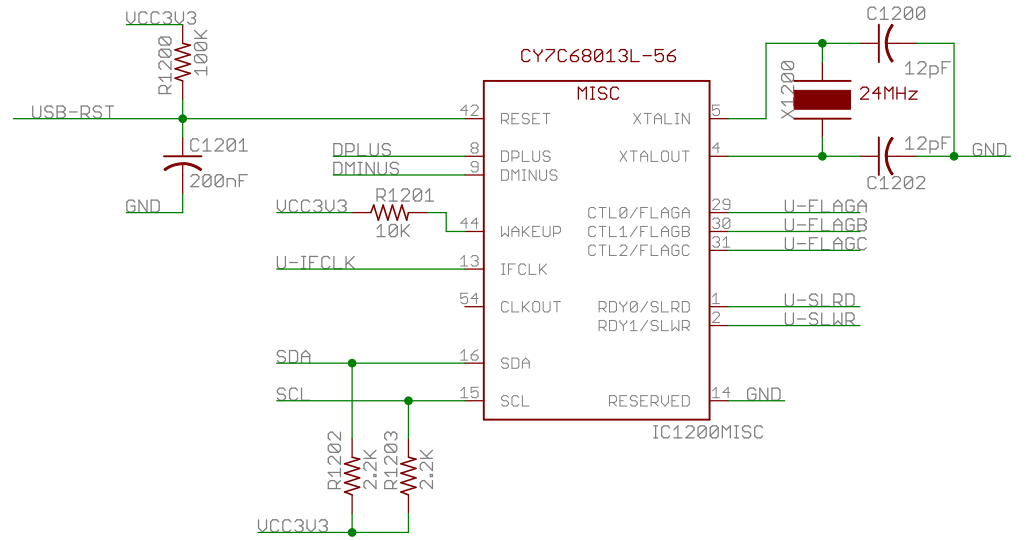 VCC3V3
C1200
R1200
100K
CY7C68013L-56
12pF
X1200
24MHz
MISC
USB-RST
42
RESET
XTALIN
5
C1201
200nF
DPLUS
8
DPLUS
XTALOUT
4
12pF
GND
DMINUS
9
DMINUS
C1202
GND
R1201
VCC3V3
10K
44
WAKEUP
CTL0/FLAGA
29
U-FLAGA
CTL1/FLAGB
30
U-FLAGB
CTL2/FLAGC
31
U-FLAGC
U-IFCLK
13
IFCLK
54
CLKOUT
RDY0/SLRD
1
U-SLRD
RDY1/SLWR
2
U-SLWR
SDA
16
SDA
SCL
15
SCL
RESERVED
14
GND
IC1200MISC
R1202
2.2K
R1203
2.2K
VCC3V3